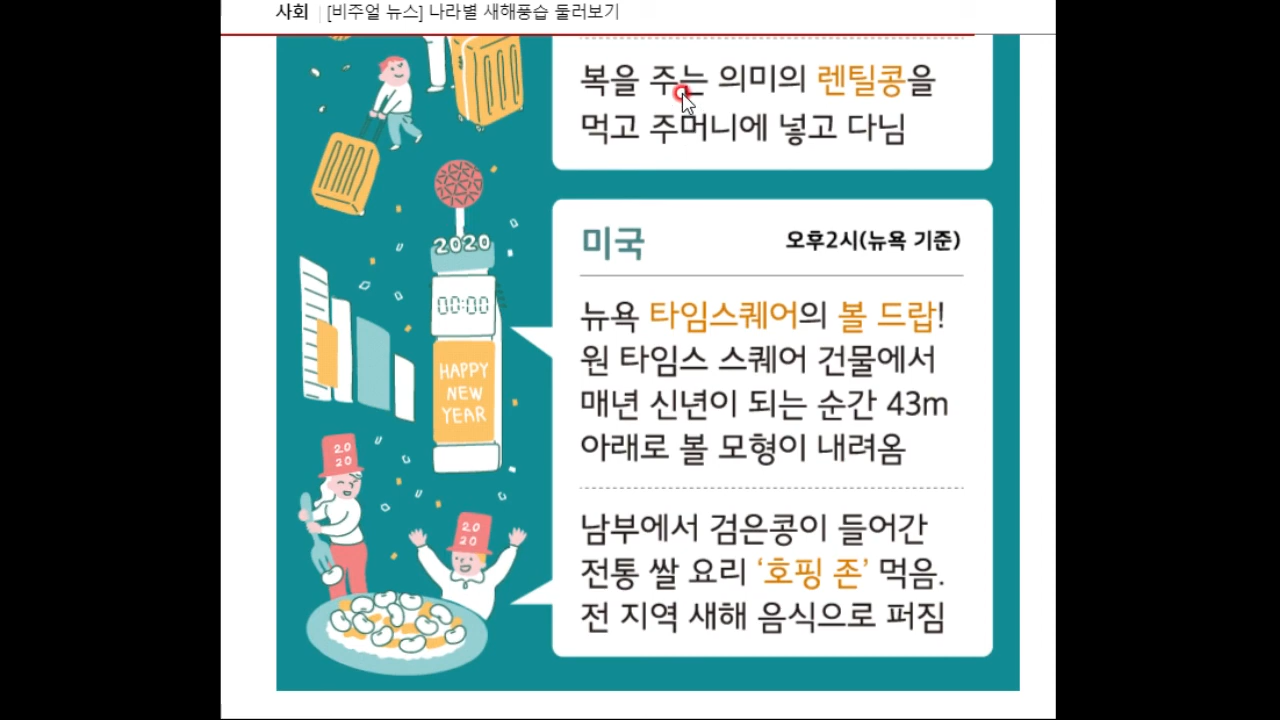 사회 | [비주얼 뉴스] 나라별 새해풍습 둘러보기
복을 주는 의미의 렌틸콩을
먹고 주머니에 넣고 다님
2020
00:00
HAPPY
NEW
YEAR
미국 오후2시(뉴욕 기준)
뉴욕 타임스퀘어의 볼 드랍!
원 타임스 스퀘어 건물에서
매년 신년이 되는 순간 43m
아래로 볼 모형이 내려옴
20
20
20
20
남부에서 검은콩이 들어간
전통 쌀 요리 ‘호핑 존’ 먹음.
전 지역 새해 음식으로 퍼짐